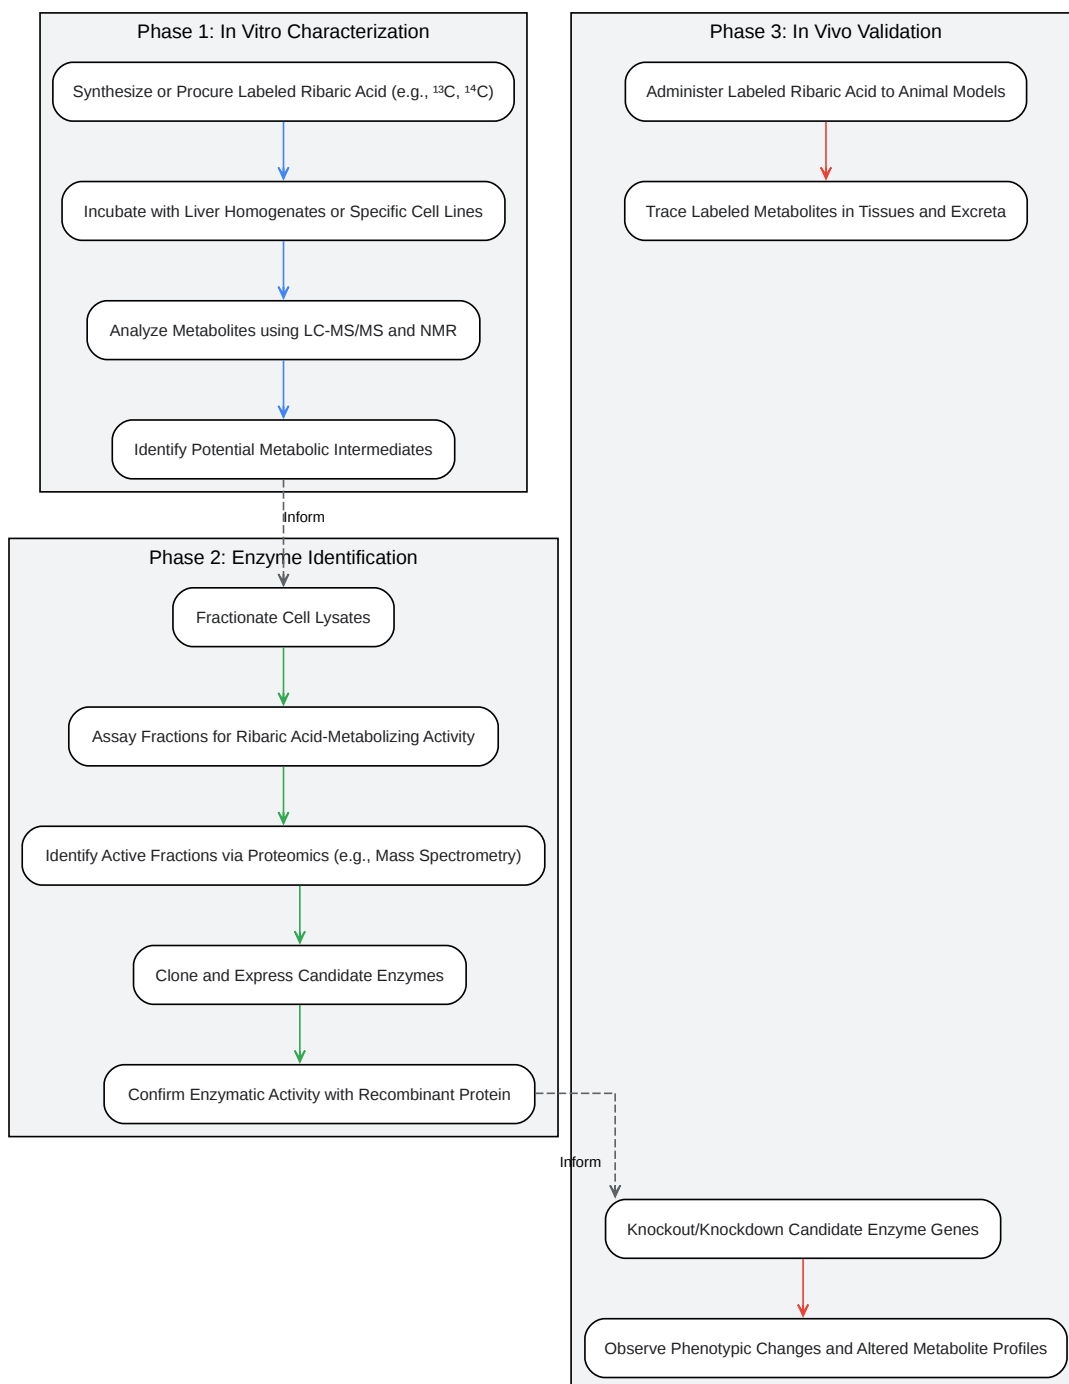 Phase 1: In Vitro Characterization
Synthesize or Procure Labeled Ribaric Acid (e.g., ¹³C, ¹⁴C)
Incubate with Liver Homogenates or Specific Cell Lines
Analyze Metabolites using LC-MS/MS and NMR
Identify Potential Metabolic Intermediates
Inform
Phase 2: Enzyme Identification
Fractionate Cell Lysates
Assay Fractions for Ribaric Acid-Metabolizing Activity
Identify Active Fractions via Proteomics (e.g., Mass Spectrometry)
Clone and Express Candidate Enzymes
Confirm Enzymatic Activity with Recombinant Protein
Inform
Phase 3: In Vivo Validation
Administer Labeled Ribaric Acid to Animal Models
Trace Labeled Metabolites in Tissues and Excreta
Knockout/Knockdown Candidate Enzyme Genes
Observe Phenotypic Changes and Altered Metabolite Profiles